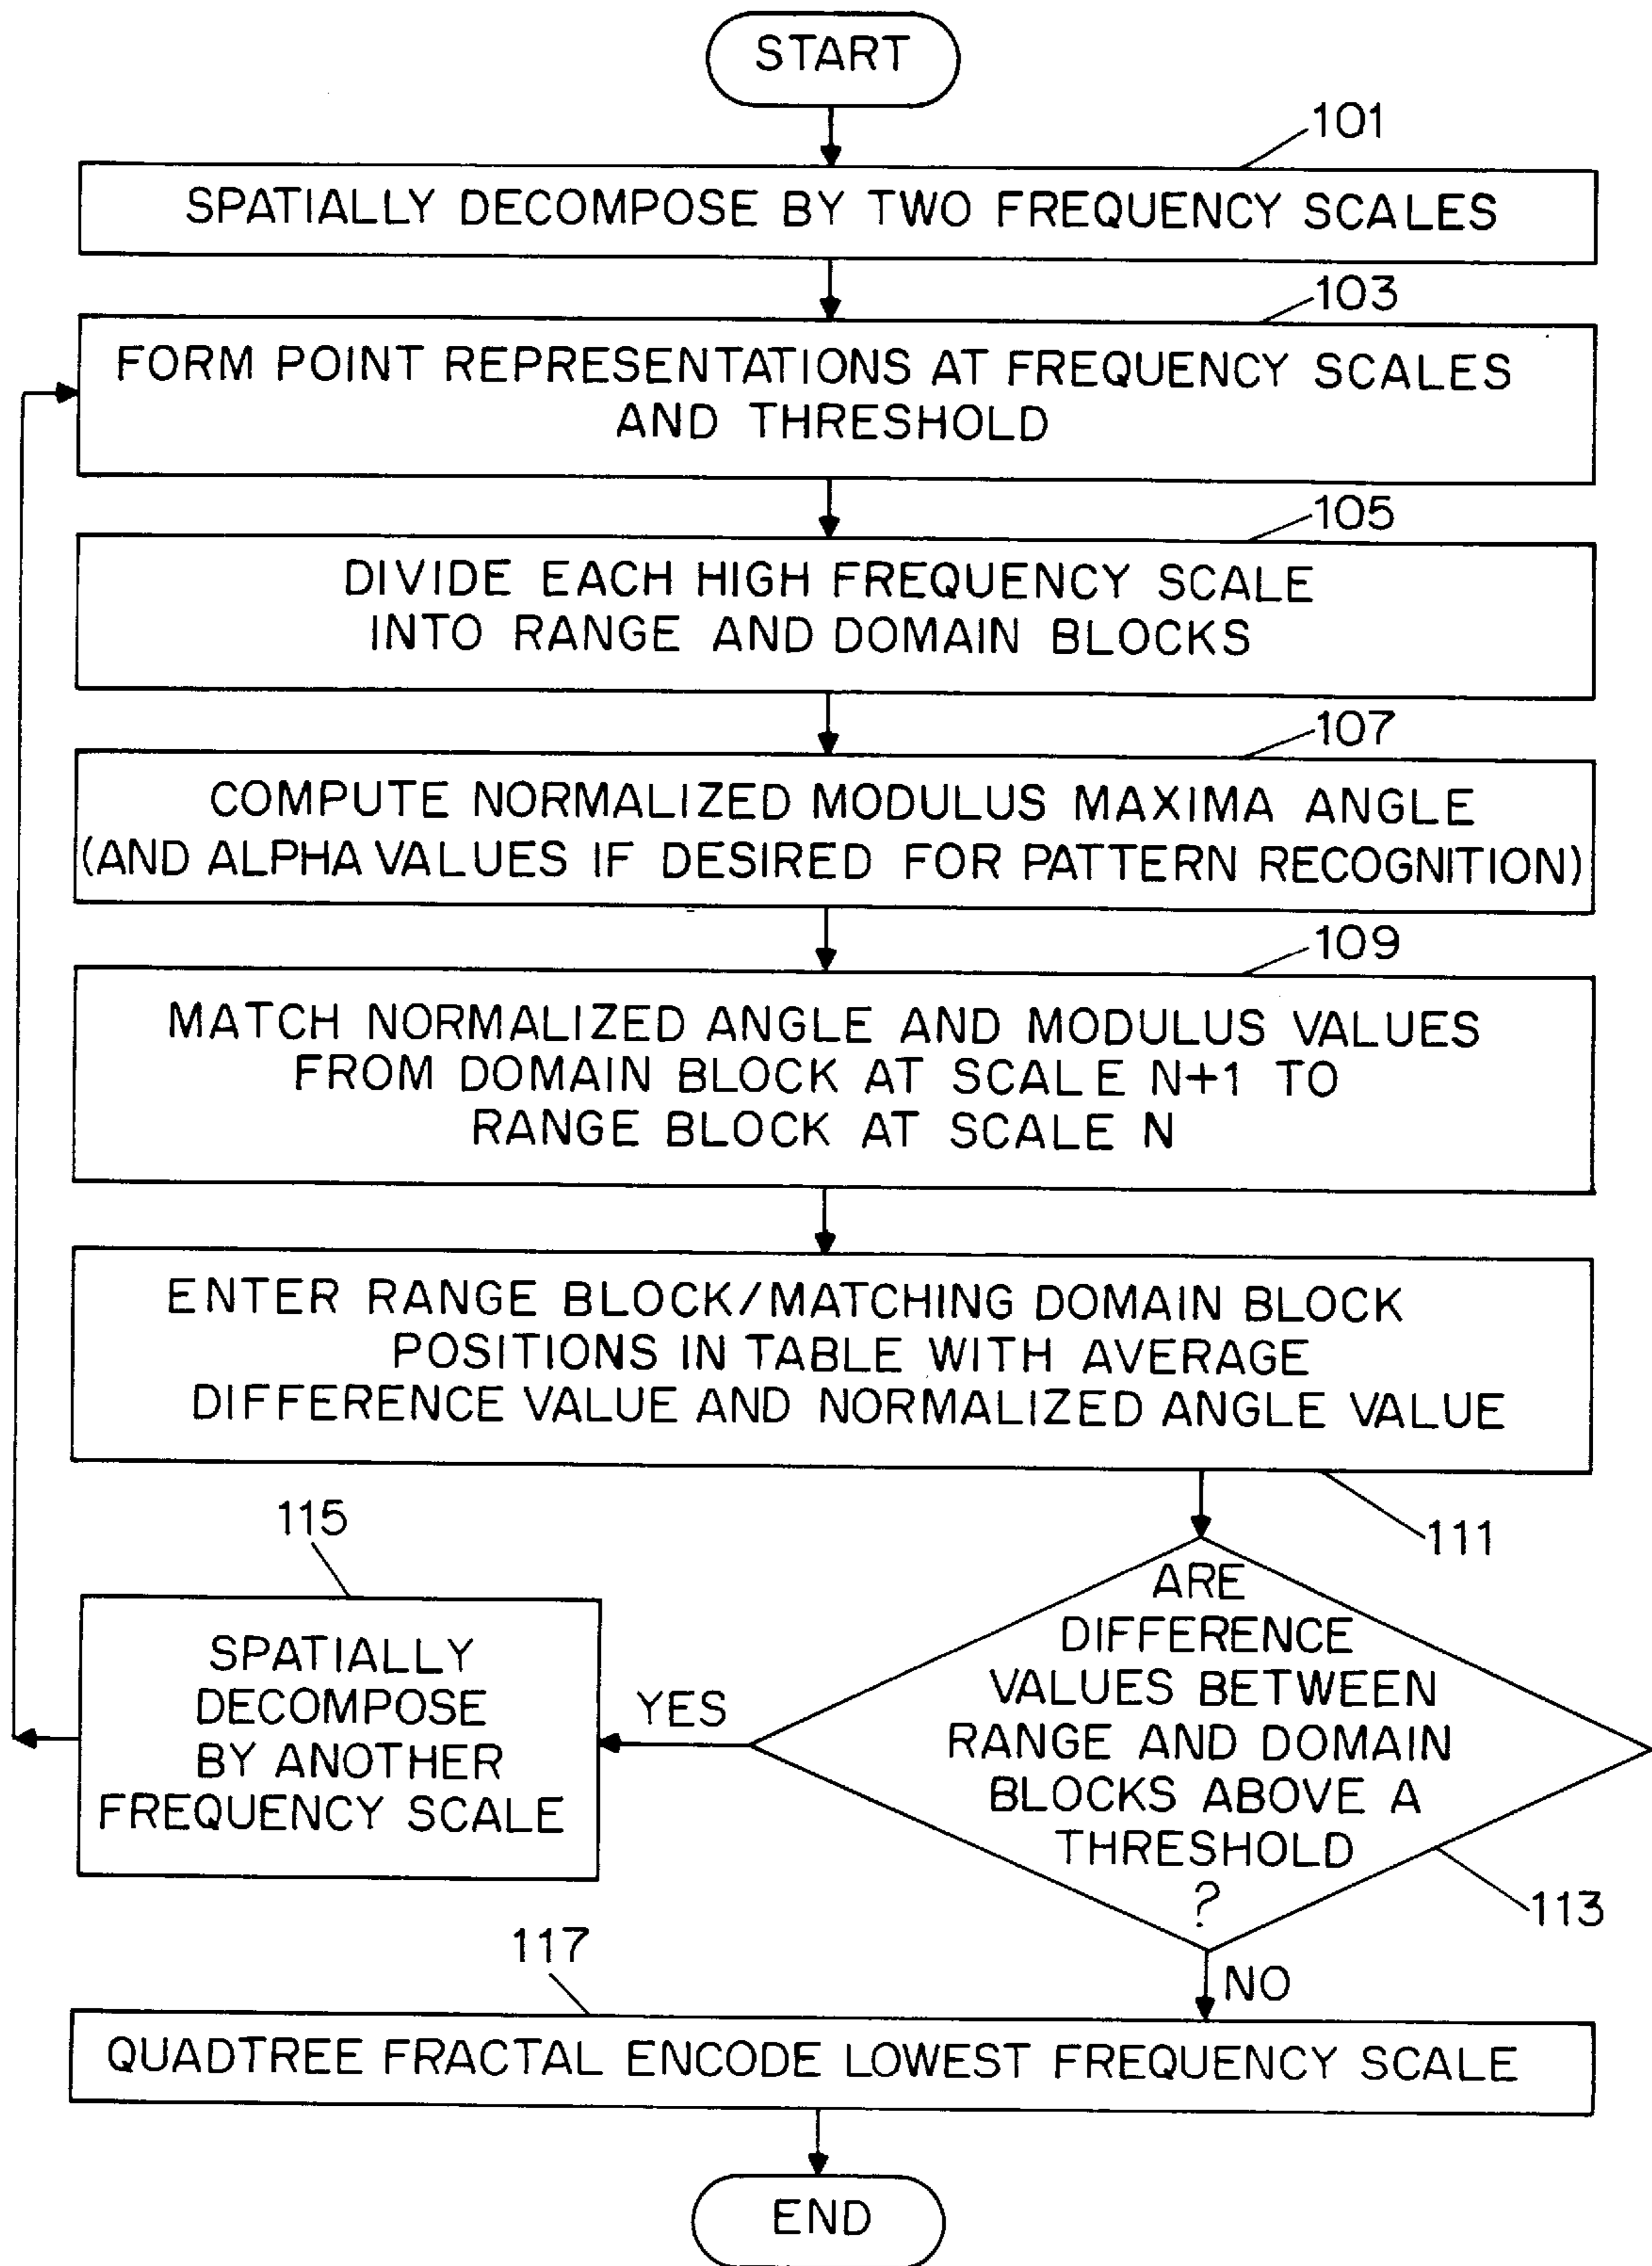 START
101
SPATIALLY DECOMPOSE BY TWO FREQUENCY SCALES
103
FORM POINT REPRESENTATIONS AT FREQUENCY SCALES
AND THRESHOLD
105
DIVIDE EACH HIGH FREQUENCY SCALE
INTO RANGE AND DOMAIN BLOCKS
107
COMPUTE NORMALIZED MODULUS MAXIMA ANGLE
(AND ALPHA VALUES IF DESIRED FOR PATTERN RECOGNITION)
109
MATCH NORMALIZED ANGLE AND MODULUS VALUES
FROM DOMAIN BLOCK AT SCALE N+1 TO
RANGE BLOCK AT SCALE N
ENTER RANGE BLOCK/MATCHING DOMAIN BLOCK
POSITIONS IN TABLE WITH AVERAGE
DIFFERENCE VALUE AND NORMALIZED ANGLE VALUE
111
115
SPATIALLY
DECOMPOSE
BY ANOTHER
FREQUENCY SCALE
YES
ARE
DIFFERENCE
VALUES BETWEEN
RANGE AND DOMAIN
BLOCKS ABOVE A
THRESHOLD
?
113
NO
117
QUADTREE FRACTAL ENCODE LOWEST FREQUENCY SCALE
END